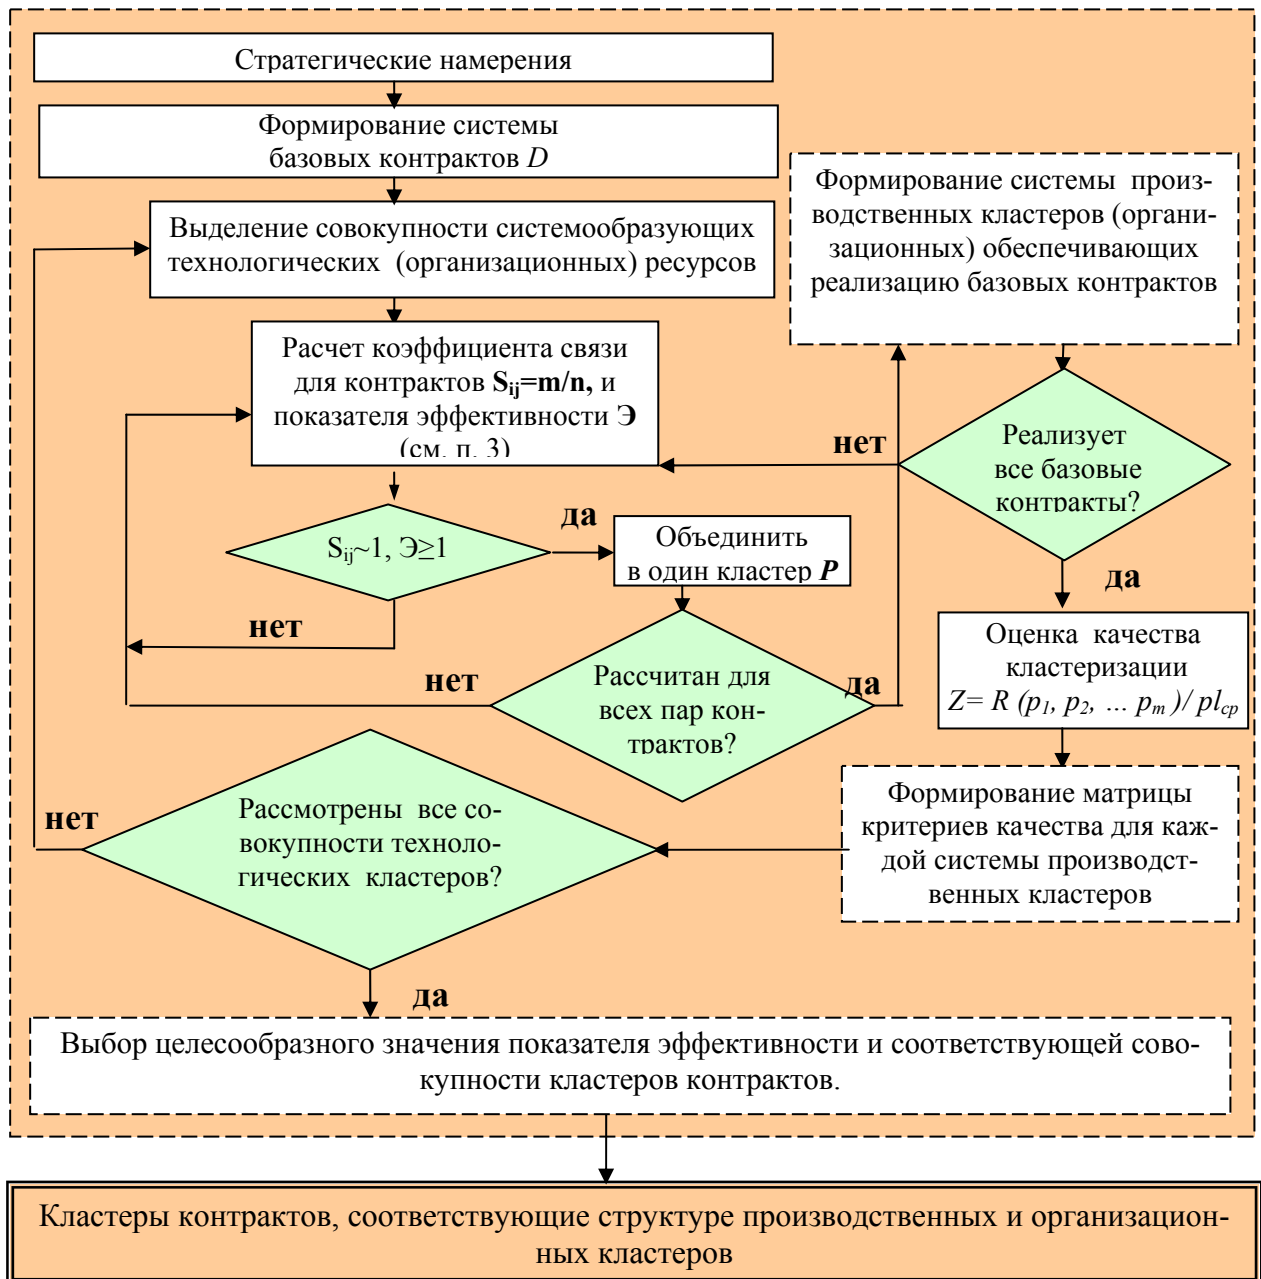 Стратегические намерения
Формирование системы
базовых контрактов D
Выделение совокупности системообразующих
технологических (организационных) ресурсов
Расчет коэффициента связи
для контрактов Sij=m/n, и
показателя эффективности Э
(см. п. 3)
Sij~1, Э≥1
да
нет
Объединить
в один кластер P
Рассчитан для
всех пар кон-
трактов?
нет
да
Формирование системы произ-
водственных кластеров (органи-
зационных) обеспечивающих
реализацию базовых контрактов
Реализует
все базовые
контракты?
нет
да
Оценка качества
кластеризации
Z= R (p1, p2, ... pm )/ plср
Формирование матрицы
критериев качества для каж-
дой системы производст-
венных кластеров
Рассмотрены все со-
вокупности техноло-
гических кластеров?
нет
да
Выбор целесообразного значения показателя эффективности и соответствующей сово-
купности кластеров контрактов.
Кластеры контрактов, соответствующие структуре производственных и организацион-
ных кластеров